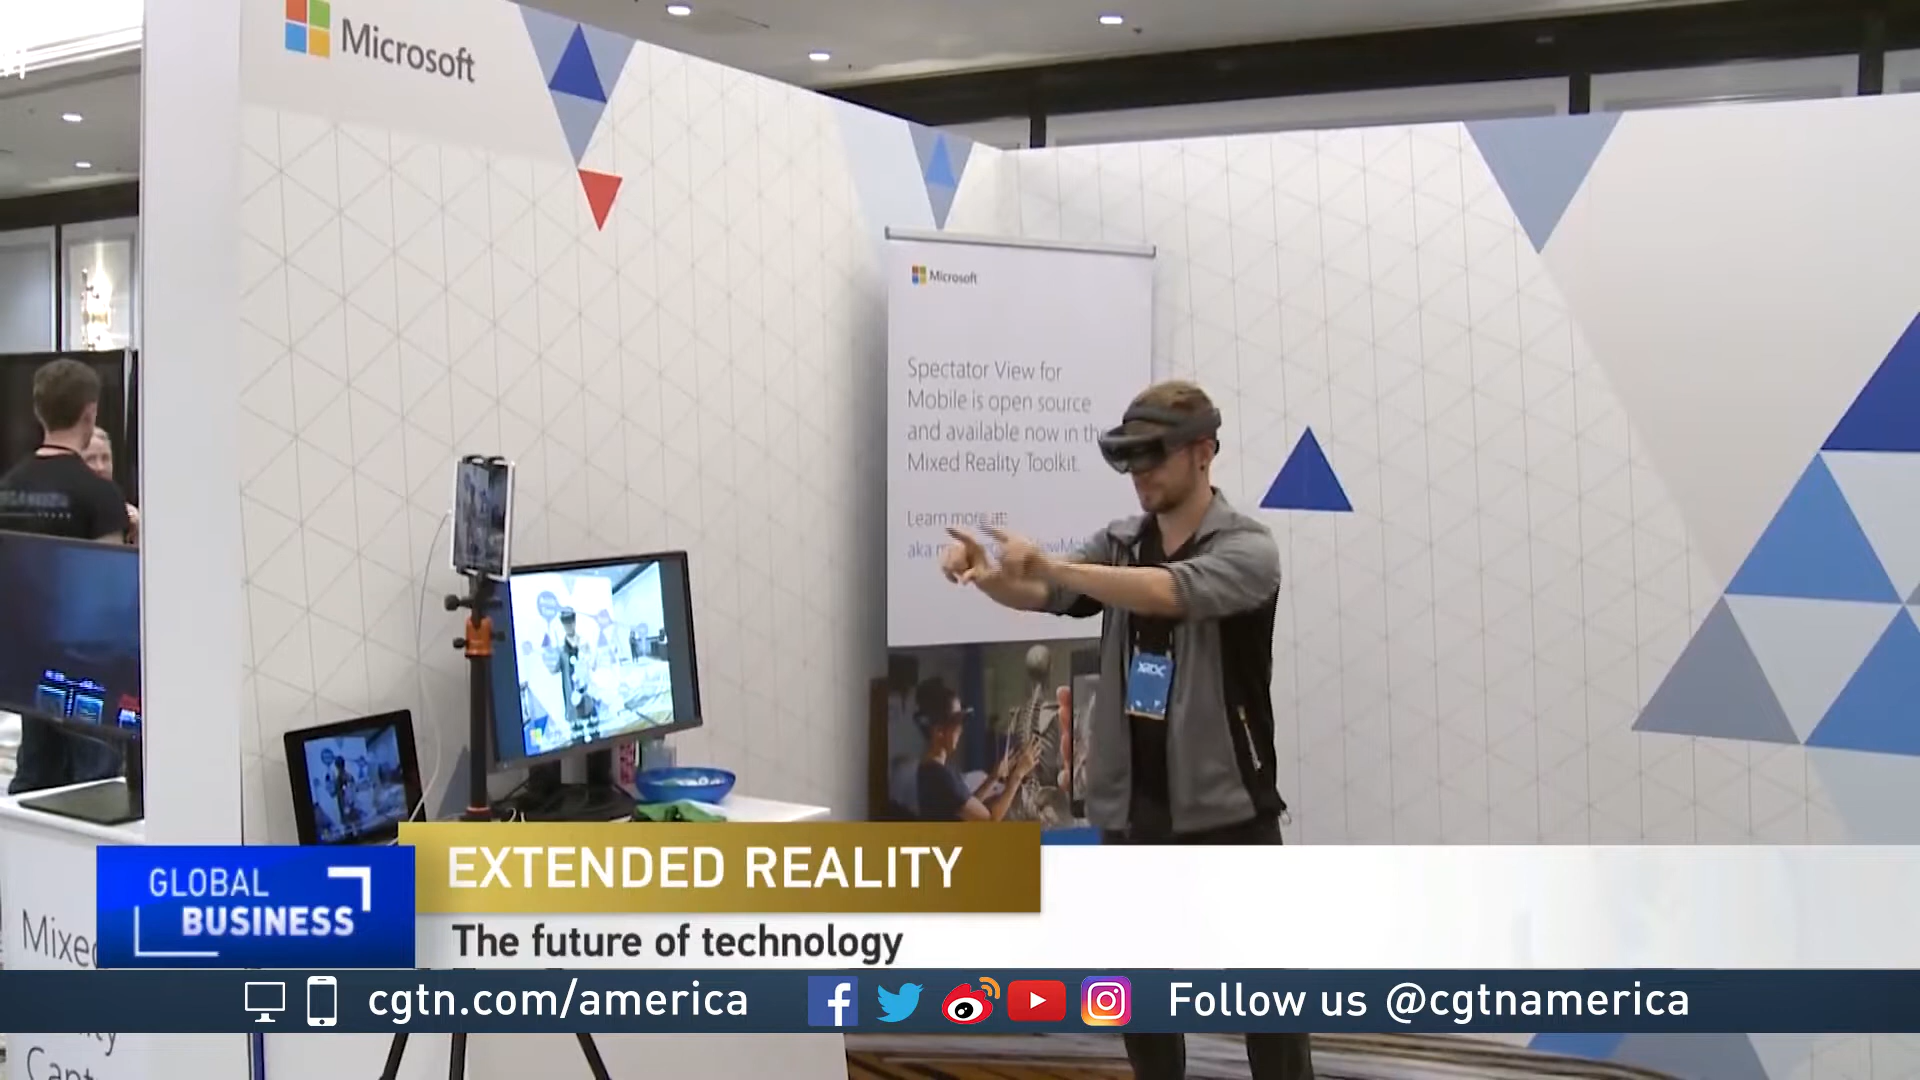 Microsoft
Microsoft
Spectator View for
Mobile is open source
and available now in the
Mixed Reality Toolkit.
Learn more at:
GLOBAL
BUSINESS
EXTENDED REALITY
The future of technology
cgtn.com/america
Follow us @cgtnamerica